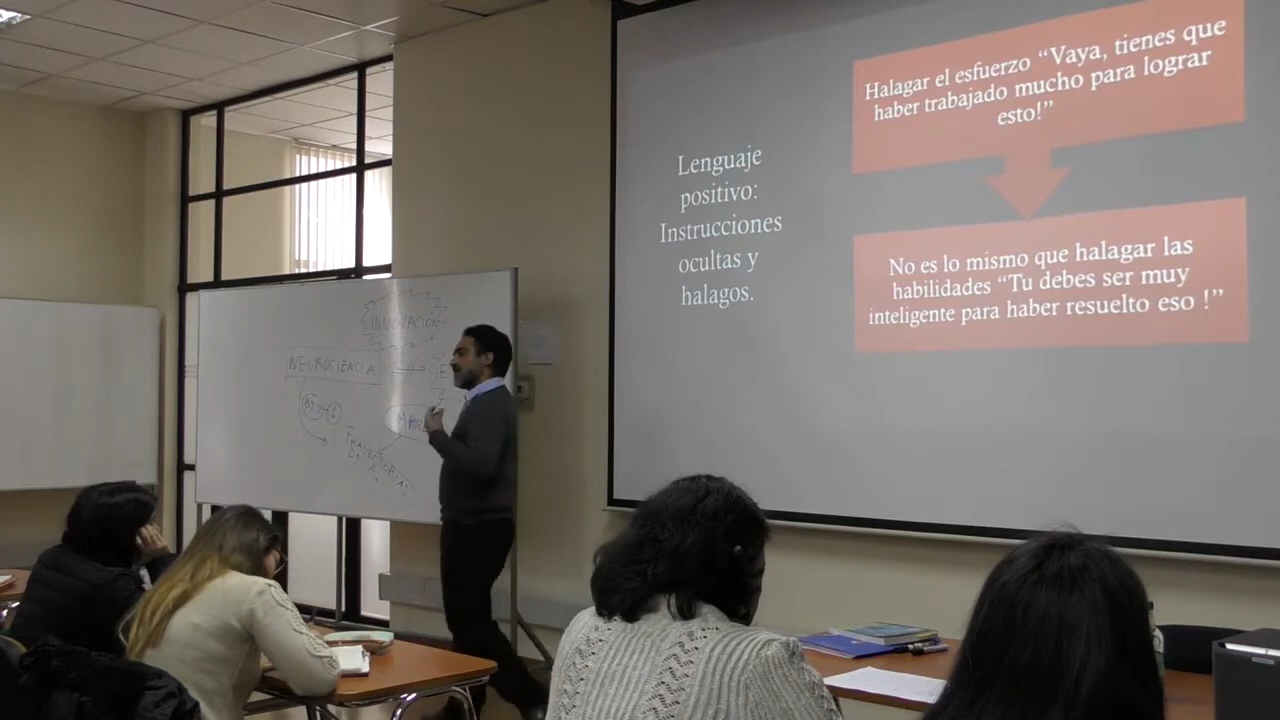 Lenguaje
positivo:
Instrucciones
ocultas y
halagos.
Halagar el esfuerzo “Vaya, tienes que
haber trabajado mucho para lograr
esto!”
No es lo mismo que halagar las
habilidades “Tu debes ser muy
inteligente para haber resuelto eso !”
INNOVACIÓN
NEUROCIENCIA